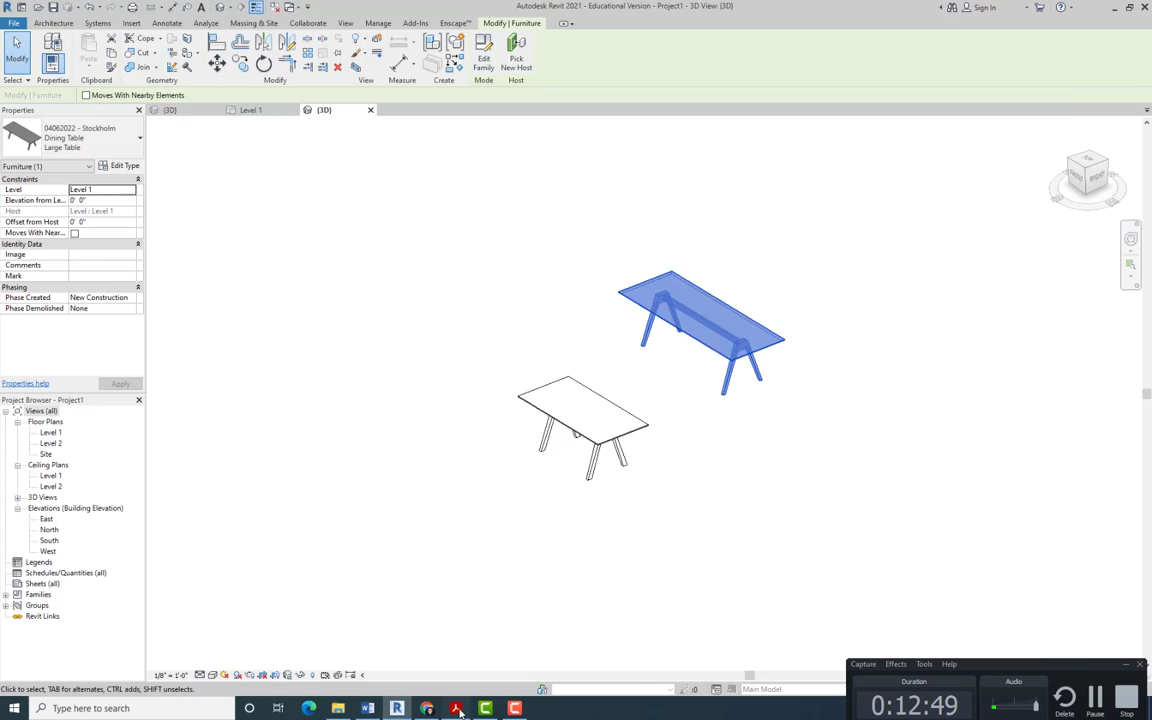 Autodesk Revit 2021 - Educational Version - Project1 - 3D View: {3D}
Sign In
File Architecture Systems Insert Annotate Analyze Massing & Site Collaborate View Manage Add-Ins Enscape™ Modify | Furniture
Modify Properties Paste Cope Cut Join Edit Family Pick New Host
Select Properties Clipboard Geometry Modify View Measure Create Mode Host
Modify | Furniture Moves With Nearby Elements
Properties
{3D} Level 1 {3D}
04062022 - Stockholm
Dining Table
Large Table
Furniture (1) Edit Type
Constraints
Level Level 1
Elevation from Le... 0' 0"
Host Level : Level 1
Offset from Host 0' 0"
Moves With Near...
Identity Data
Image
Comments
Mark
Phasing
Phase Created New Construction
Phase Demolished None
Properties help Apply
Project Browser - Project1
Views (all)
Floor Plans
Level 1
Level 2
Site
Ceiling Plans
Level 1
Level 2
3D Views
Elevations (Building Elevation)
East
North
South
West
Legends
Schedules/Quantities (all)
Sheets (all)
Families
Groups
Revit Links
TOP
RIGHT
1/8" = 1'-0"
Click to select, TAB for alternates, CTRL adds, SHIFT unselects.
:0 Main Model
Capture Effects Tools Help
Duration Audio
0:12:49
Delete Pause Stop
Type here to search